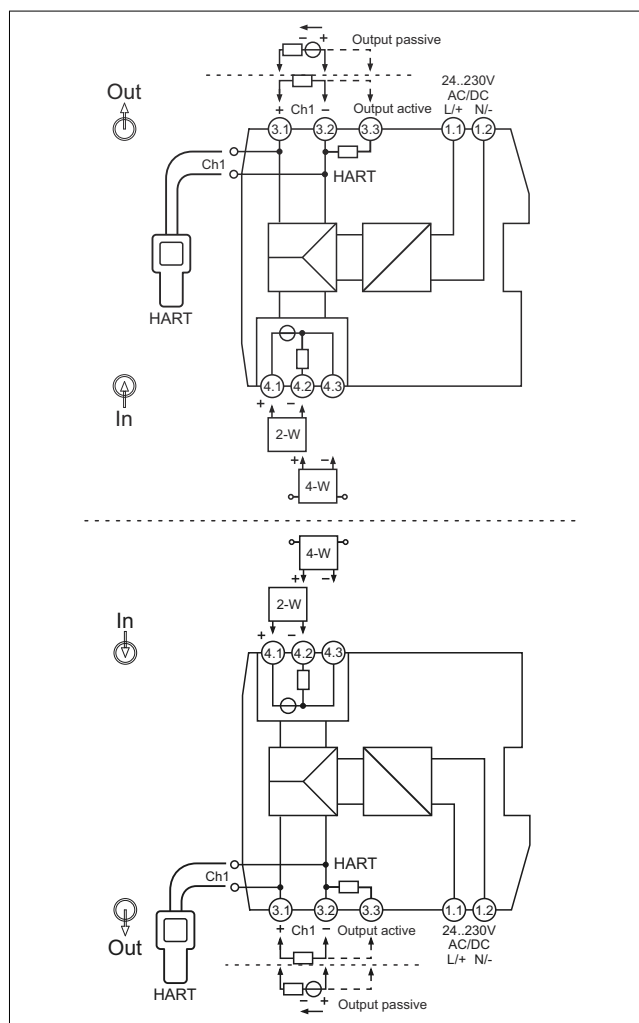 − + Output passive
24..230V
Out + Ch1 − Output active AC/DC
L/+ N/-
3.1 3.2 3.3 1.1 1.2
Ch1
HART
HART
4.1 4.2 4.3
In + −
2-W
+ −
4-W
4-W
+ −
2-W
In + −
4.1 4.2 4.3
HART
Ch1
3.1 3.2 3.3 1.1 1.2
Out + Ch1 − Output active 24..230V
AC/DC
L/+ N/-
HART − + Output passive